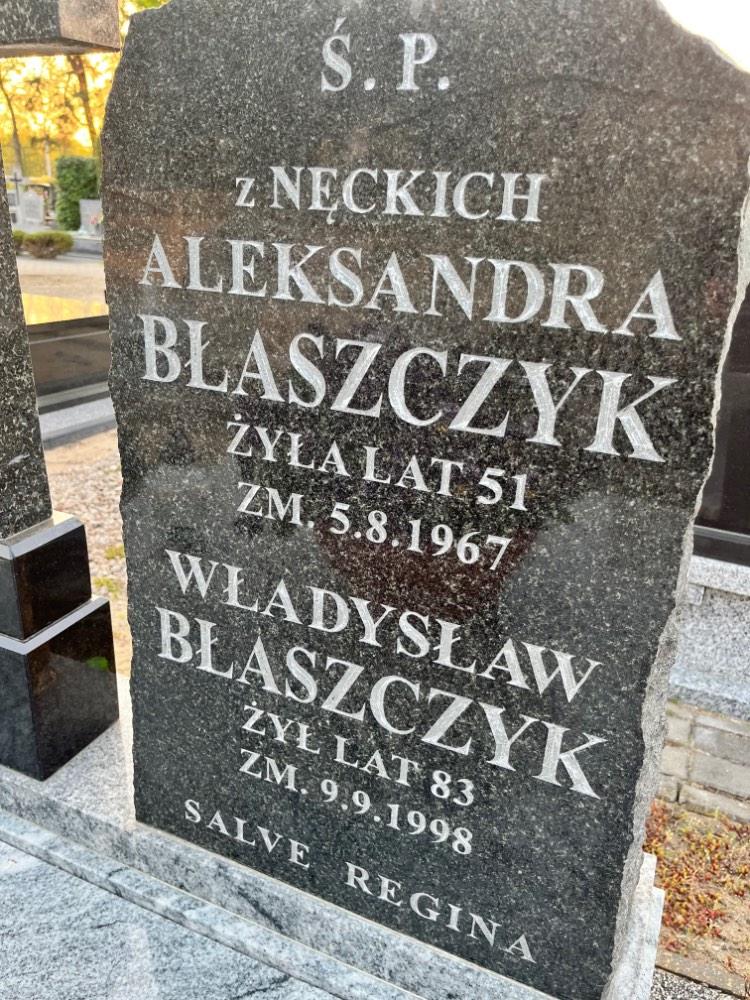 Ś. P.
z NĘCKICH
ALEKSANDRA
BŁASZCZYK
ŻYŁA LAT 51
ZM. 5.8.1967
WŁADYSŁAW
BŁASZCZYK
ŻYŁ LAT 83
ZM. 9.9.1998
SALVE REGINA